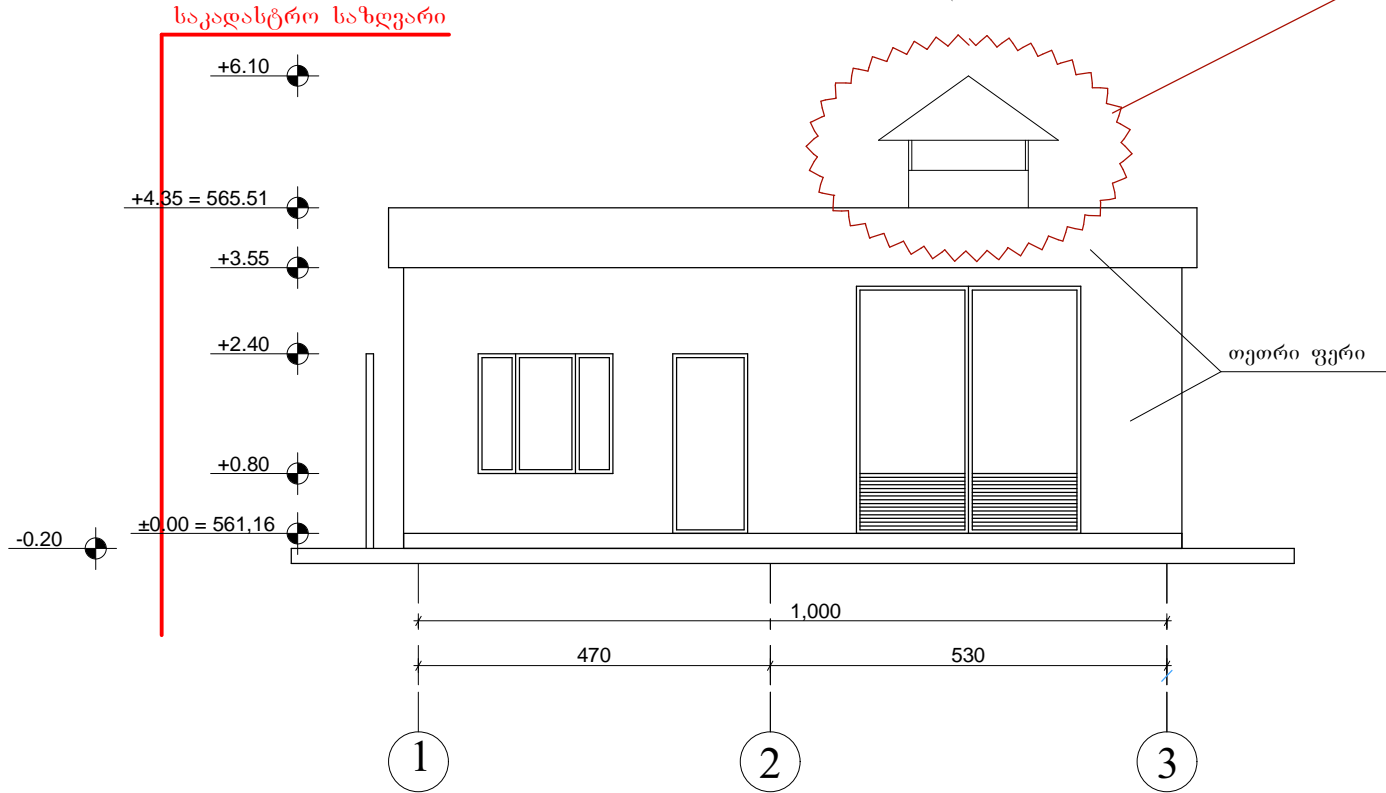 საკადასტრო საზღვარი
+6.10
+4.35 = 565.51
+3.55
+2.40
თეთრი ფერი
+0.80
±0.00 = 561,16
-0.20
1,000
470
530
1
2
3